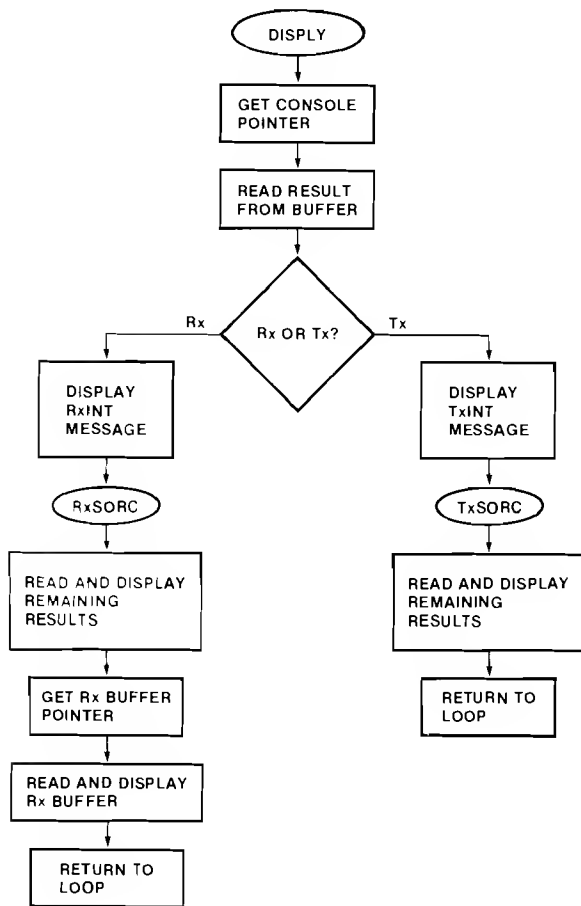 DISPLY
GET CONSOLE
POINTER
READ RESULT
FROM BUFFER
Rx OR Tx?
Rx
Tx
DISPLAY
RxINT
MESSAGE
RxSORC
READ AND DISPLAY
REMAINING
RESULTS
GET Rx BUFFER
POINTER
READ AND DISPLAY
Rx BUFFER
RETURN TO
LOOP
DISPLAY
TxINT
MESSAGE
TxSORC
READ AND DISPLAY
REMAINING
RESULTS
RETURN TO
LOOP